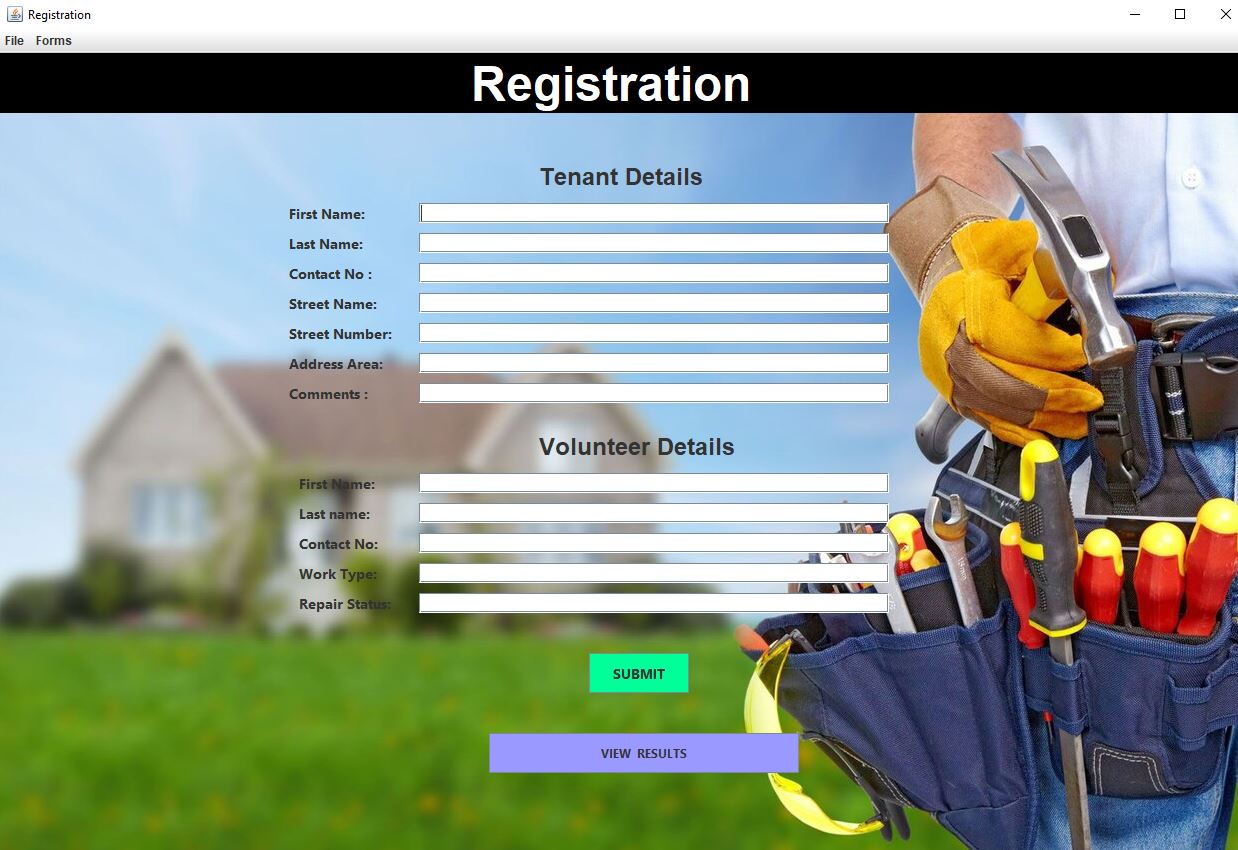 Registration
File Forms
Registration
Tenant Details
First Name:
Last Name:
Contact No :
Street Name:
Street Number:
Address Area:
Comments :
Volunteer Details
First Name:
Last name:
Contact No:
Work Type:
Repair Status:
SUBMIT
VIEW RESULTS